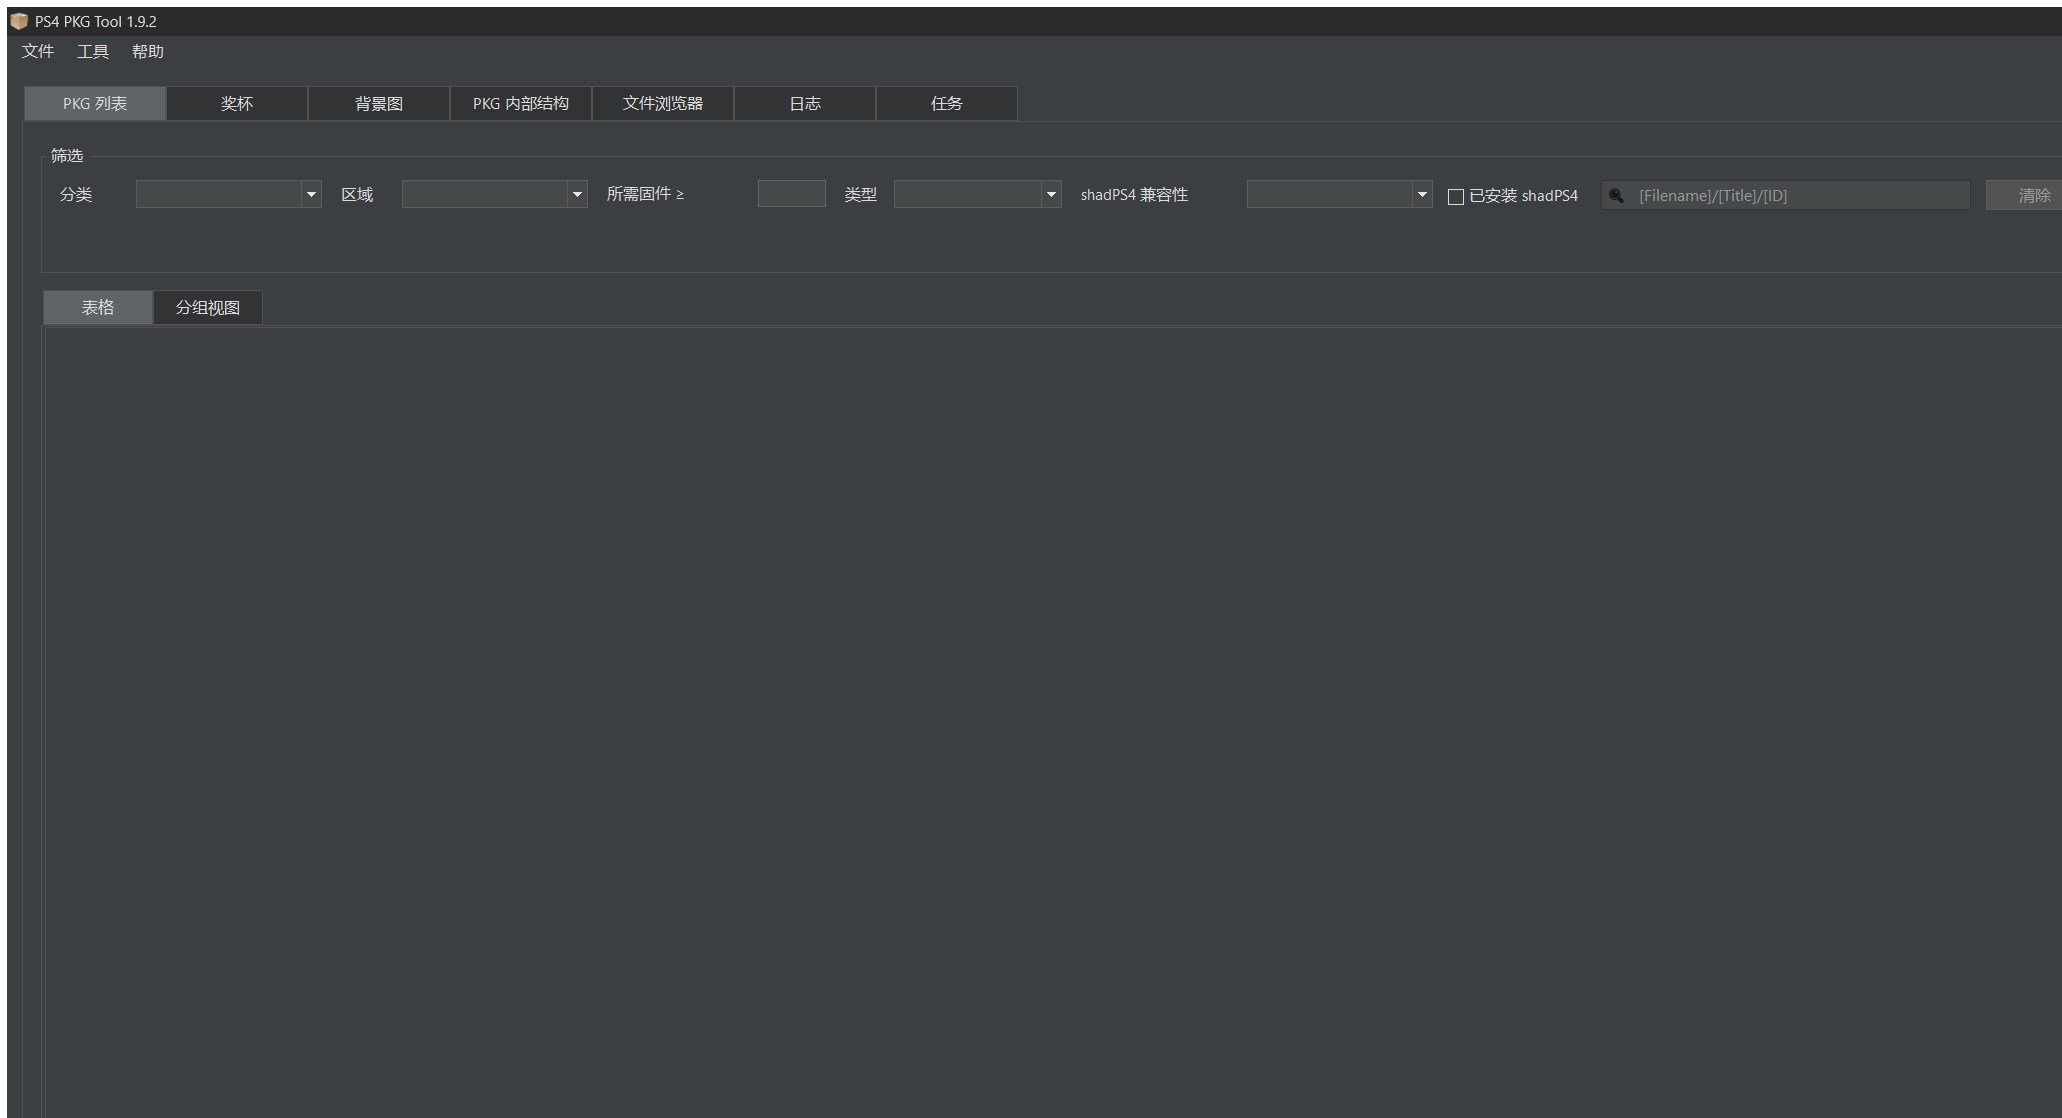 PS4 PKG Tool 1.9.2
文件 工具 帮助
PKG 列表 奖杯 背景图 PKG 内部结构 文件浏览器 日志 任务
筛选
分类 区域 所需固件 ≥ 类型 shadPS4 兼容性 已安装 shadPS4 [Filename]/[Title]/[ID] 清除
表格 分组视图